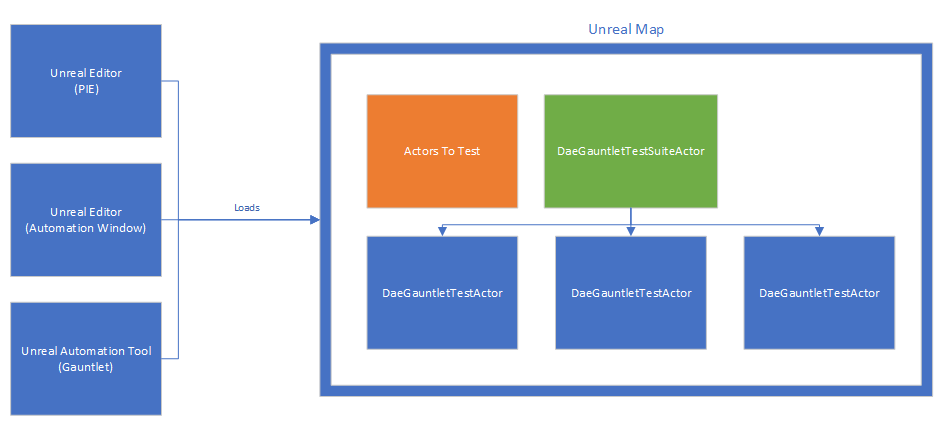 Unreal Map
Unreal Editor
(PIE)
Unreal Editor
(Automation Window)
Unreal Automation Tool
(Gauntlet)
Loads
Actors To Test
DaeGauntletTestSuiteActor
DaeGauntletTestActor
DaeGauntletTestActor
DaeGauntletTestActor